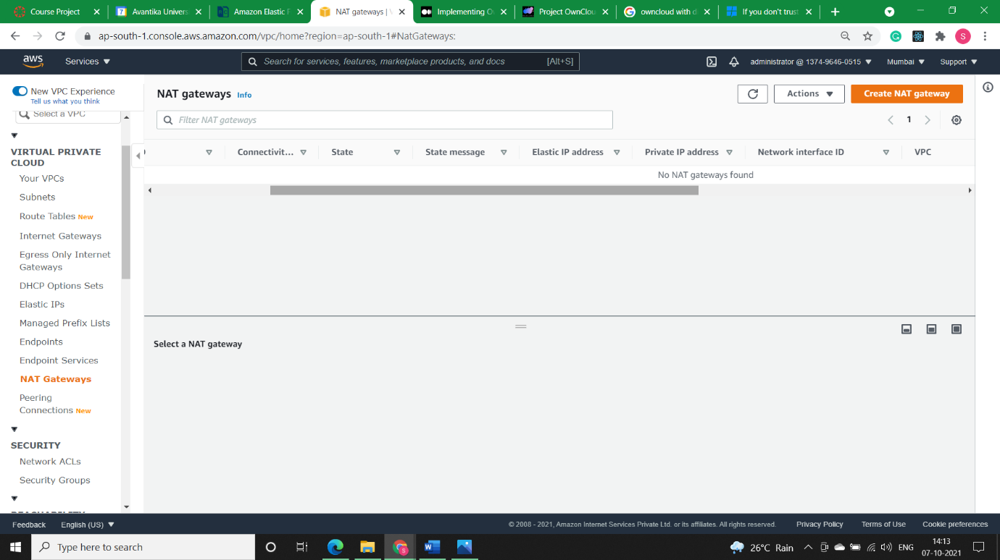 Course Project
Avantika Univers
Amazon Elastic F
NAT gateways | V
Implementing O
Project OwnClou
owncloud with d
If you don't trust
ap-south-1.console.aws.amazon.com/vpc/home?region=ap-south-1#NatGateways:
S
aws
Services
Search for services, features, marketplace products, and docs
[Alt+S]
administrator @ 1374-9646-0515
Mumbai
Support
New VPC Experience
Tell us what you think
Select a VPC
VIRTUAL PRIVATE
CLOUD
Your VPCs
Subnets
Route Tables New
Internet Gateways
Egress Only Internet
Gateways
DHCP Options Sets
Elastic IPs
Managed Prefix Lists
Endpoints
Endpoint Services
NAT Gateways
Peering
Connections New
SECURITY
Network ACLs
Security Groups
REACHABILITY
NAT gateways Info
Actions
Create NAT gateway
Filter NAT gateways
1
Connectivit...
State
State message
Elastic IP address
Private IP address
Network interface ID
VPC
No NAT gateways found
Select a NAT gateway
Feedback
English (US)
© 2008 - 2021, Amazon Internet Services Private Ltd. or its affiliates. All rights reserved.
Privacy Policy
Terms of Use
Cookie preferences
Type here to search
26°C Rain
ENG
14:13
07-10-2021